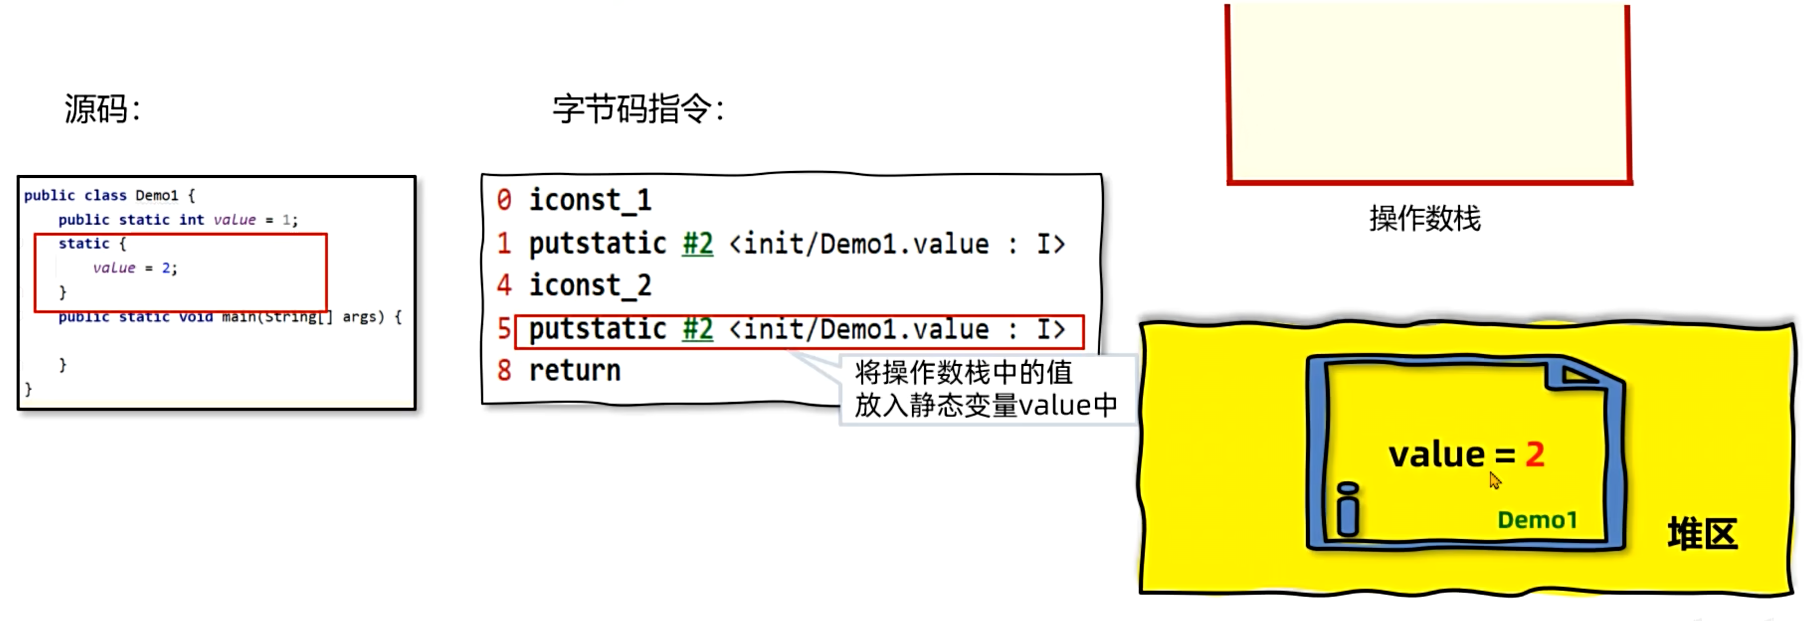 源码：
public class Demo1 {
public static int value = 1;
static {
value = 2;
}
public static void main(String[] args) {
}
}
字节码指令：
0 iconst_1
1 putstatic #2 <init/Demo1.value : I>
4 iconst_2
5 putstatic #2 <init/Demo1.value : I>
8 return
将操作数栈中的值
放入静态变量value中
操作数栈
value = 2
Demo1
堆区